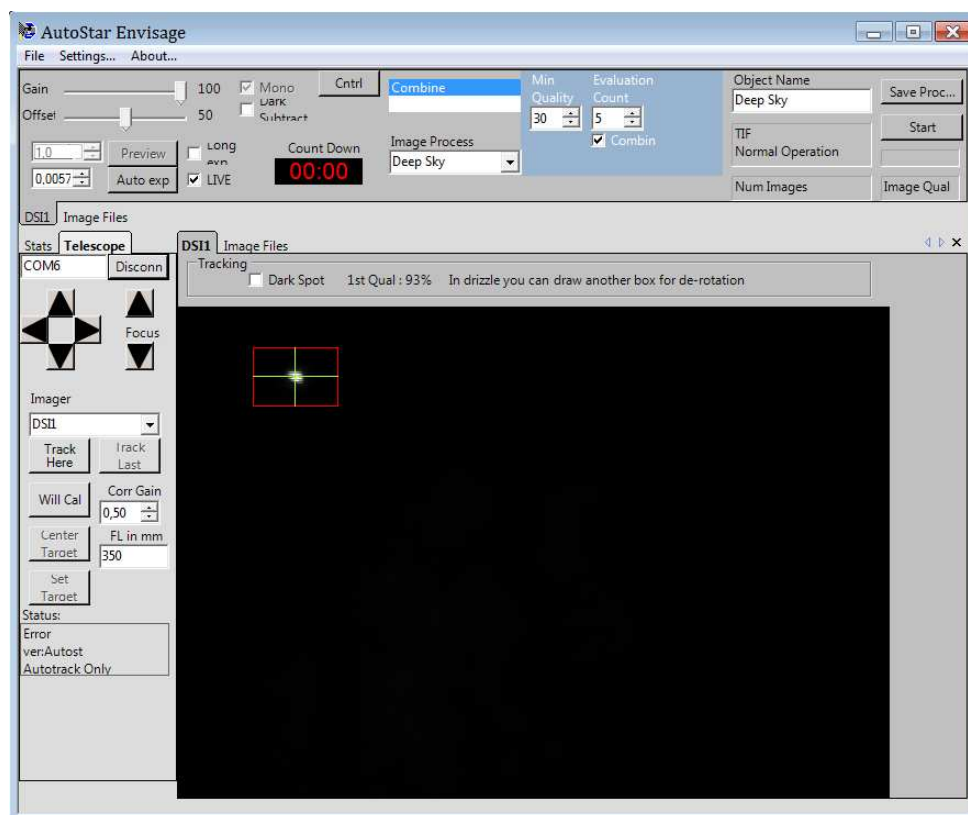 AutoStar Envisage
File Settings... About...
Gain 100 Mono Cntrl
Offset 50 Dark Subtract
1,0 Preview Long exp Count Down
0,0057 Auto exp LIVE 00:00
Combine
Image Process
Deep Sky
Min Quality Evaluation Count
30 5
Combin
Object Name
Deep Sky
TIF
Normal Operation
Num Images
Save Proc...
Start
Image Qual
DSI1 Image Files
Stats Telescope
COM6 Disconn
Focus
Imager
DSI1
Track Here Track Last
Will Cal Corr Gain
0,50
Center Target FL in mm
350
Set Target
Status:
Error
ver:Autost
Autotrack Only
DSI1 Image Files
Tracking
Dark Spot 1st Qual : 93% In drizzle you can draw another box for de-rotation